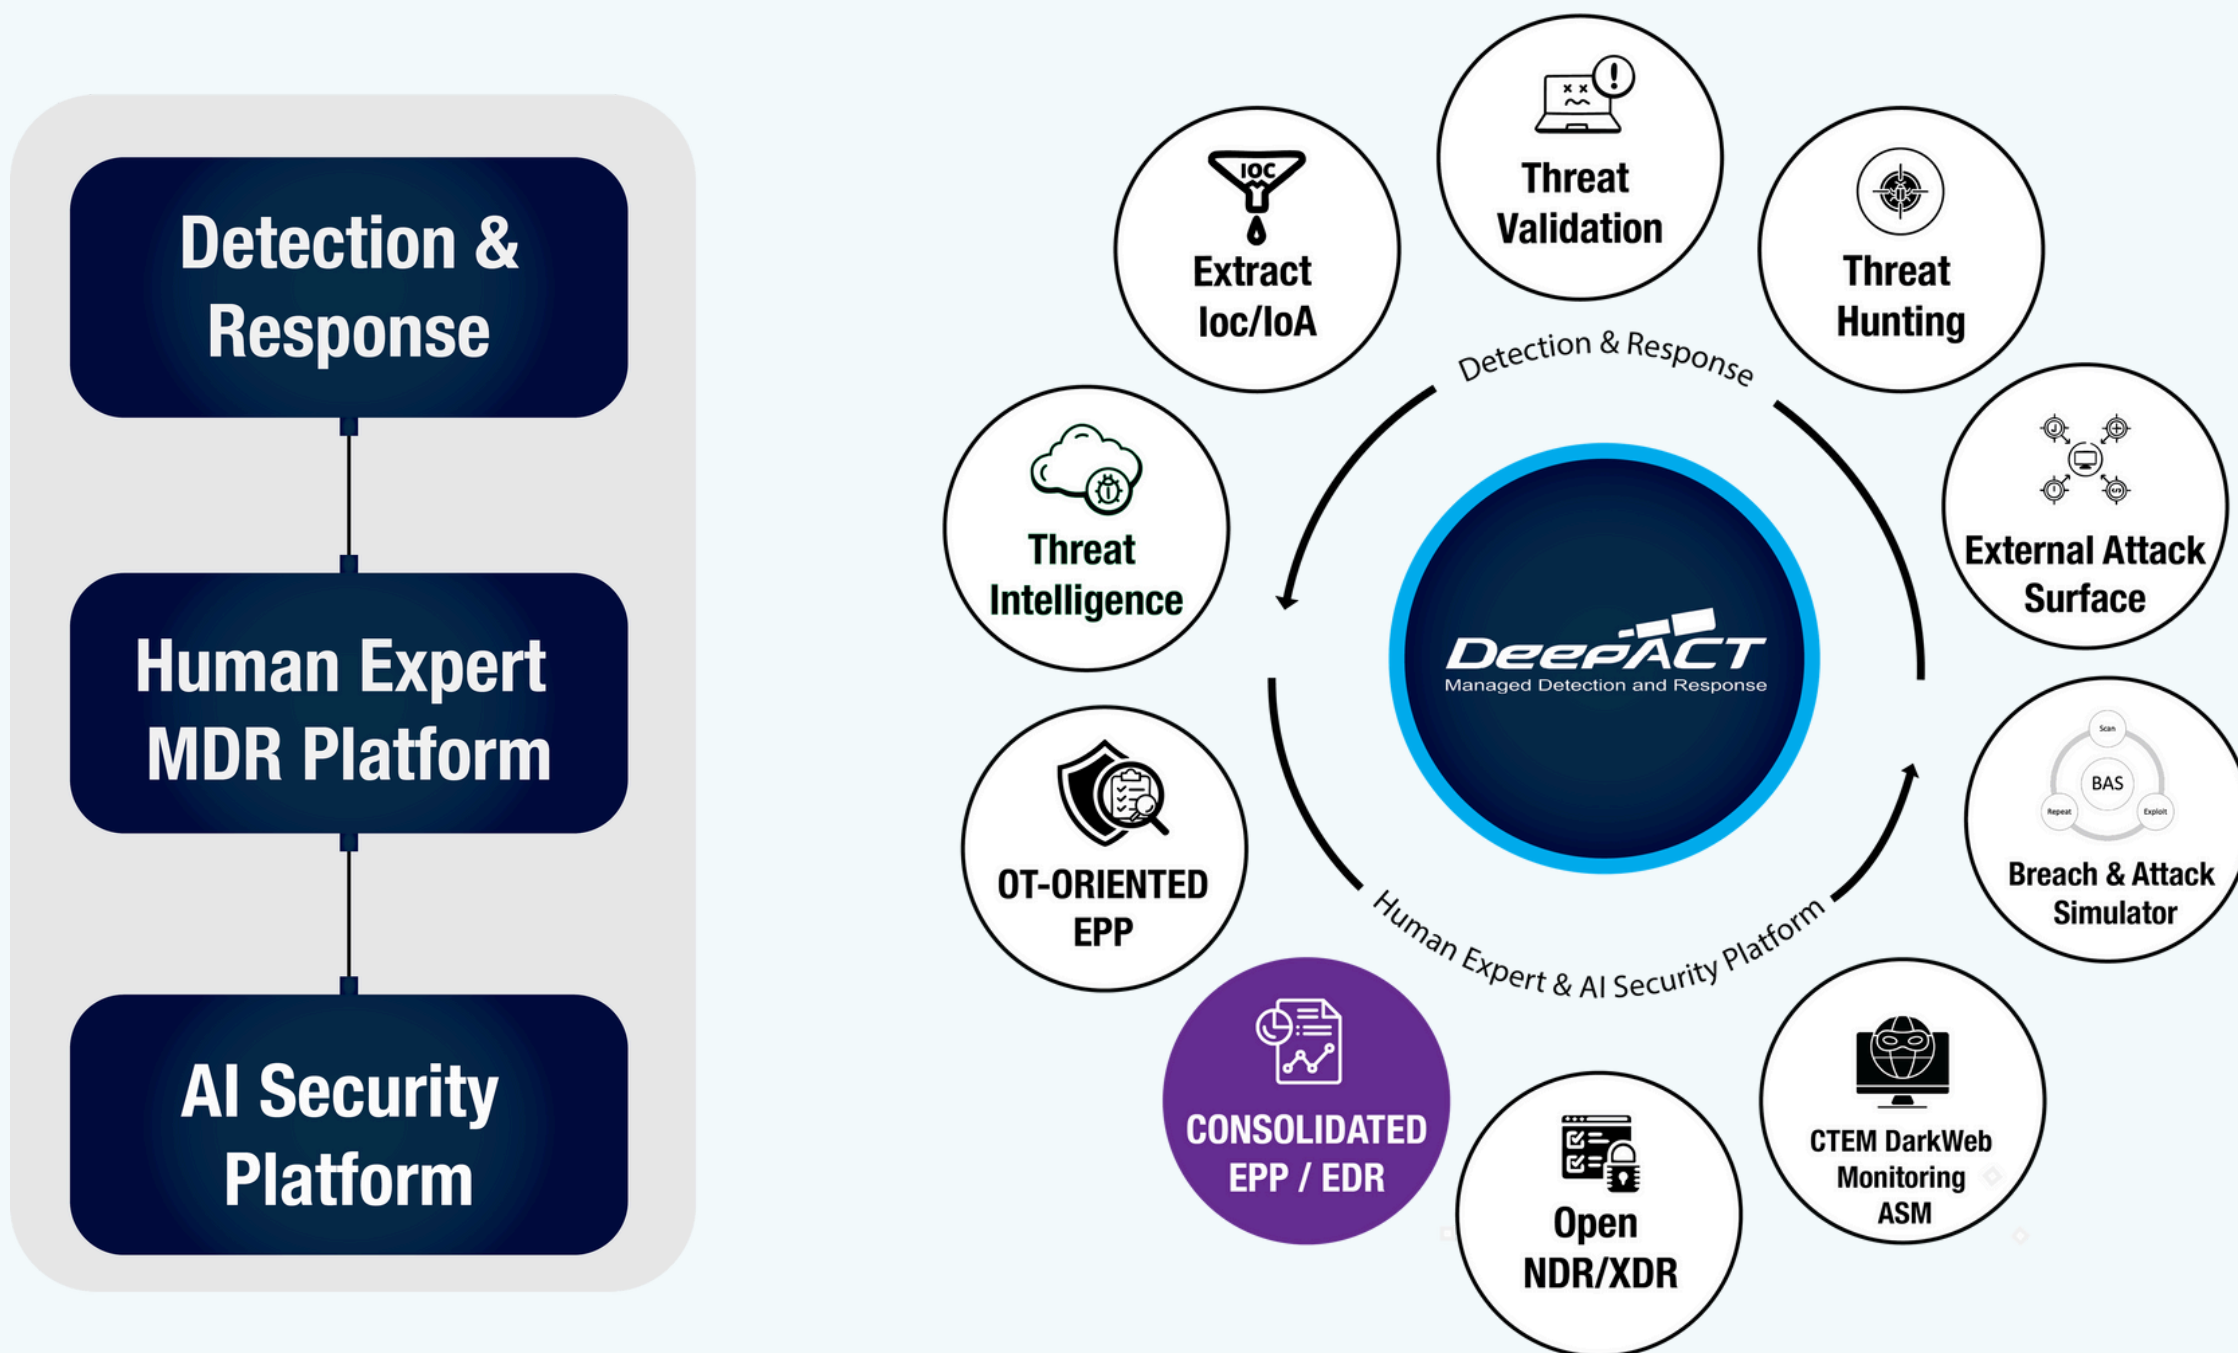 Detection &
Response
Human Expert
MDR Platform
AI Security
Platform
Threat
Validation
IOC
Extract
Ioc/IoA
Threat
Hunting
Detection & Response
Threat
Intelligence
External Attack
Surface
DeepACT
Managed Detection and Response
OT-ORIENTED
EPP
Scan
BAS
Repeat
Exploit
Breach & Attack
Simulator
Human Expert & AI Security Platform
CONSOLIDATED
EPP / EDR
Open
NDR/XDR
CTEM DarkWeb
Monitoring
ASM